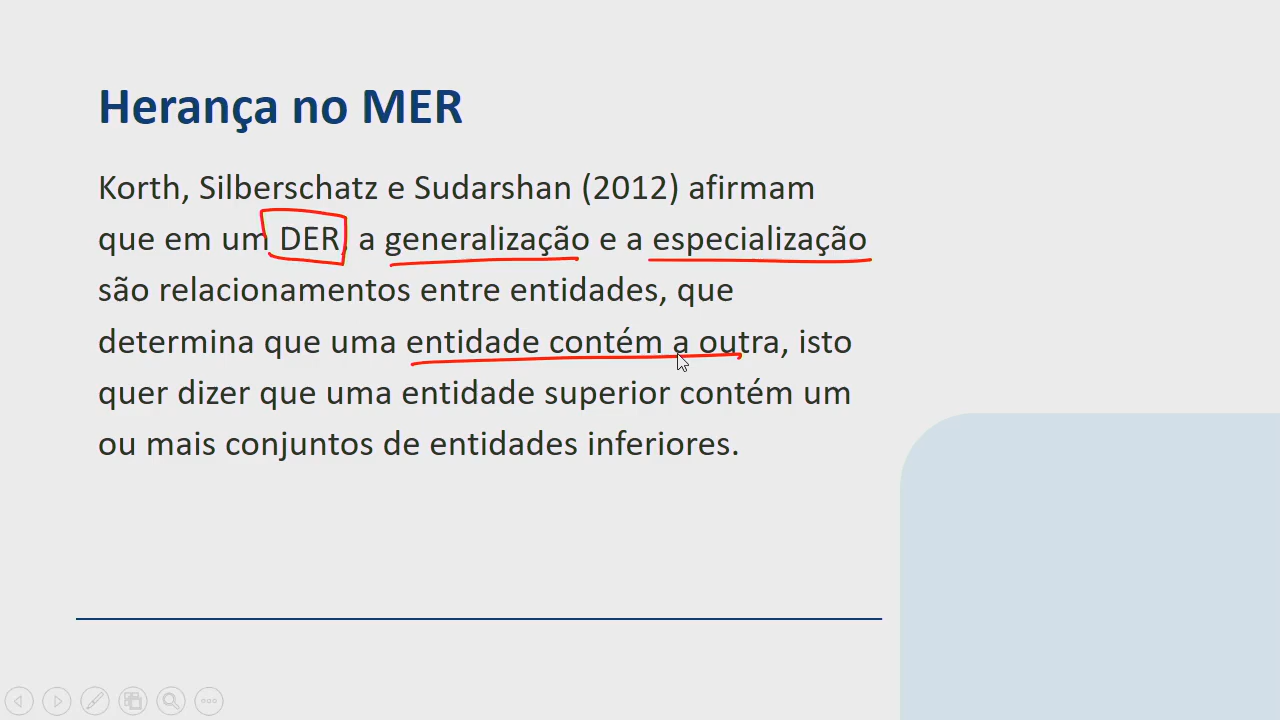 Herança no MER
Korth, Silberschatz e Sudarshan (2012) afirmam
que em um DER, a generalização e a especialização
são relacionamentos entre entidades, que
determina que uma entidade contém a outra, isto
quer dizer que uma entidade superior contém um
ou mais conjuntos de entidades inferiores.